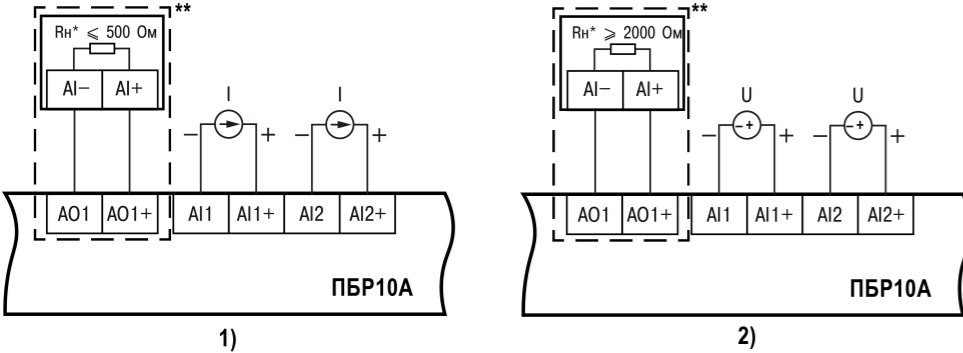 **
Rн* ⩽ 500 Ом
AI− AI+
I I
− + − +
AO1 AO1+ AI1 AI1+ AI2 AI2+
ПБР10А
1)
**
Rн* ⩾ 2000 Ом
AI− AI+
U U
− − + + − − + +
AO1 AO1+ AI1 AI1+ AI2 AI2+
ПБР10А
2)